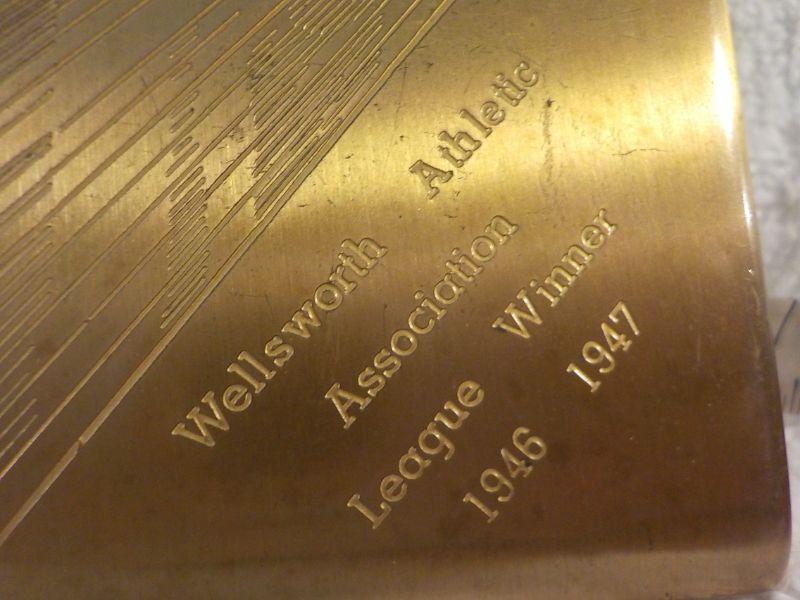 Wellsworth Athletic
Association
League Winner
1946 1947